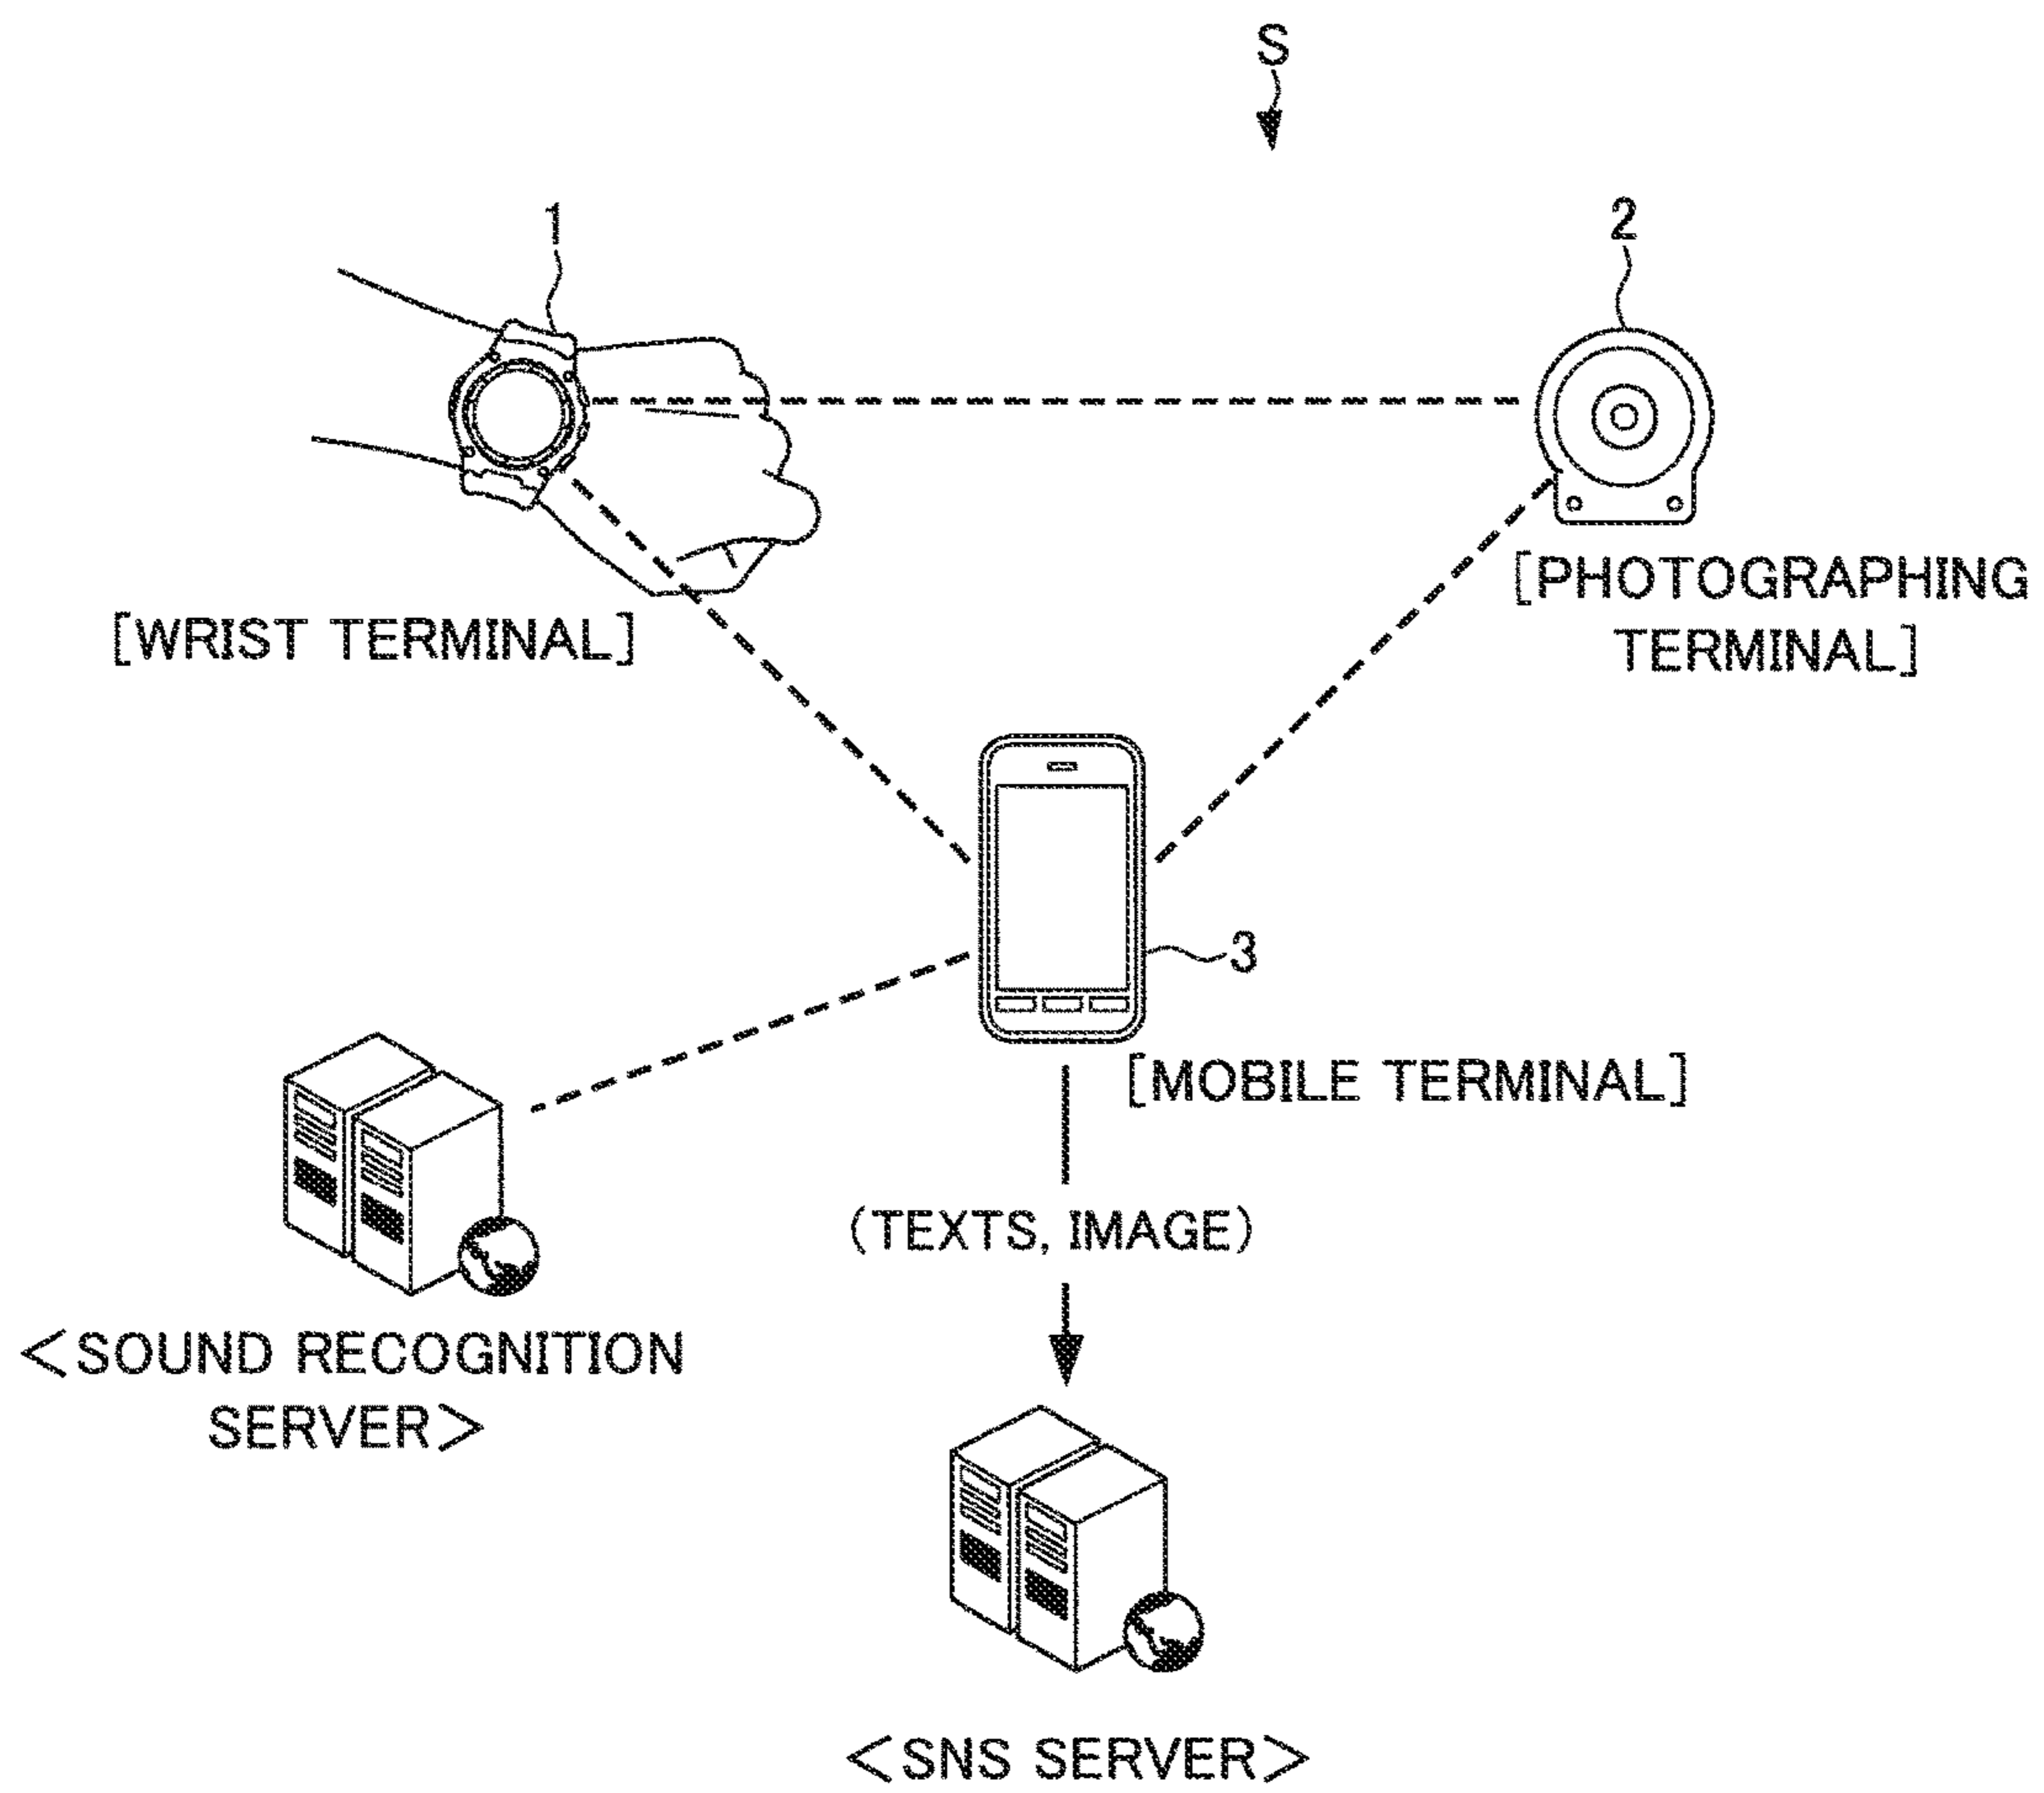 S
1
2
[WRIST TERMINAL]
[PHOTOGRAPHING
TERMINAL]
3
[MOBILE TERMINAL]
(TEXTS, IMAGE)
<SOUND RECOGNITION
SERVER>
<SNS SERVER>